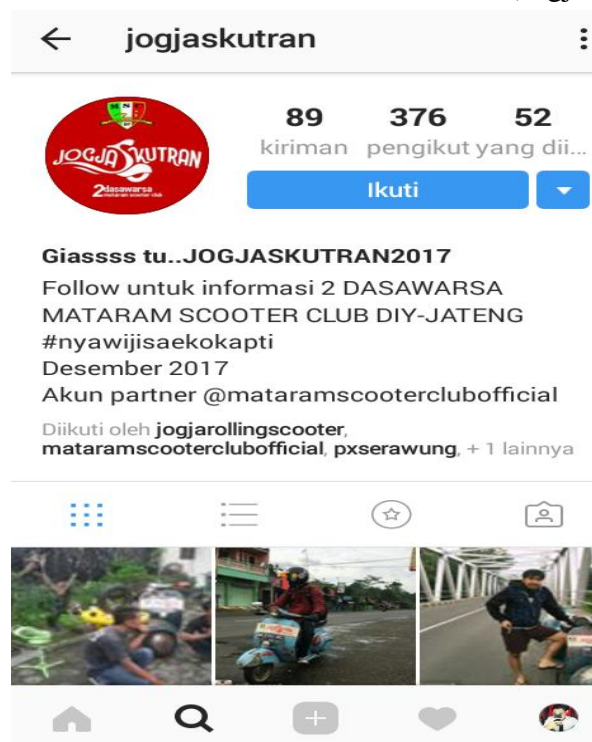 jogjaskutran
MSC
JOGJASKUTRAN
2dasawarsa
mataram scooter club
89 376 52
kiriman pengikut yang dii...
Ikuti
Giassss tu..JOGJASKUTRAN2017
Follow untuk informasi 2 DASAWARSA
MATARAM SCOOTER CLUB DIY-JATENG
#nyawijisaekokapti
Desember 2017
Akun partner @mataramscooterclubofficial
Diikuti oleh jogjarollingscooter,
mataramscooterclubofficial, pxserawung, + 1 lainnya